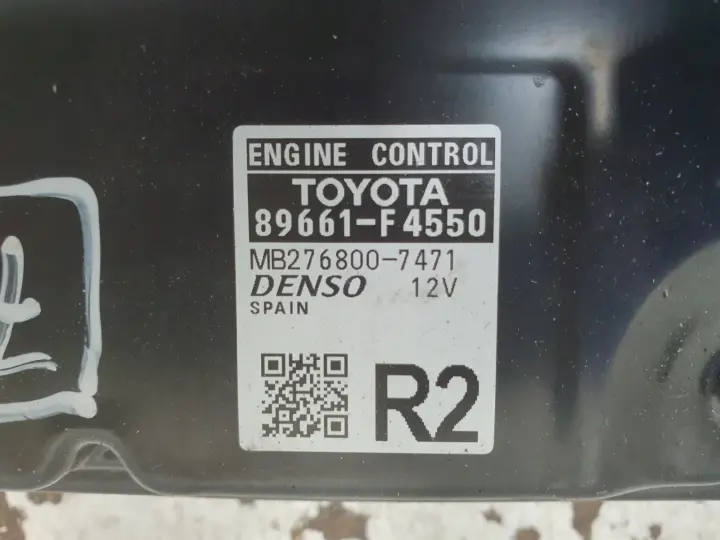 ENGINE CONTROL
TOYOTA
89661-F4550
MB276800-7471
DENSO 12V
SPAIN
R2